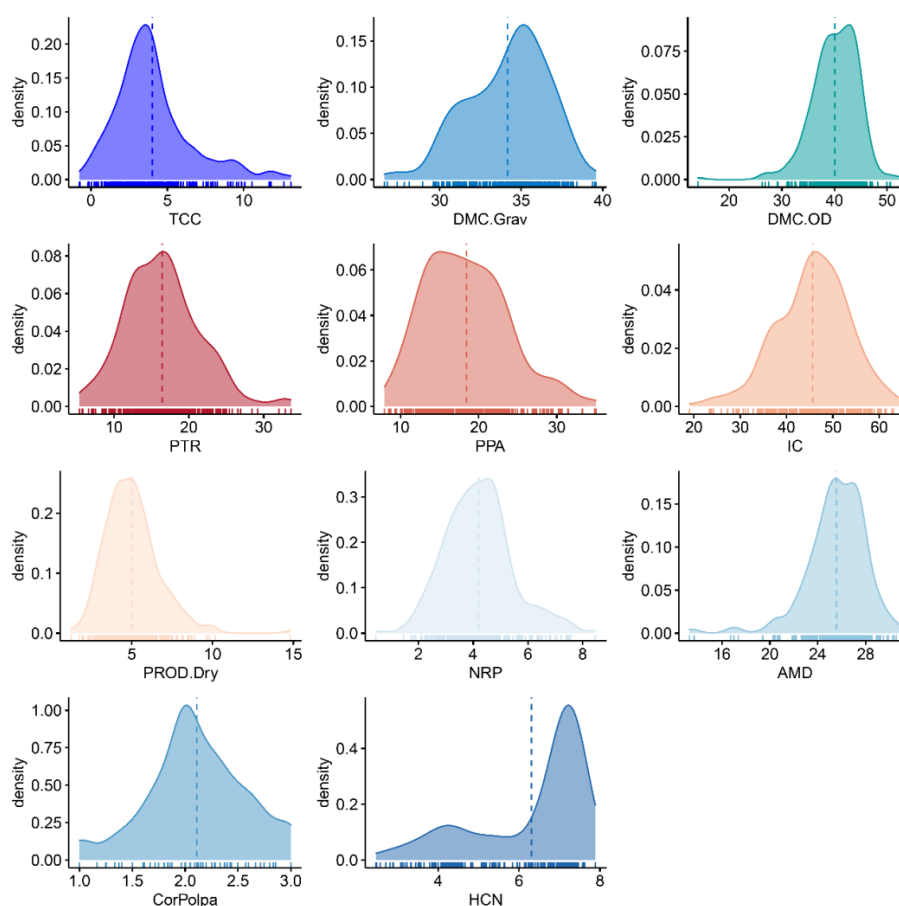 density
0.20
0.15
0.10
0.05
0.00
0 5 10
TCC
density
0.15
0.10
0.05
0.00
30 35 40
DMC.Grav
density
0.075
0.050
0.025
0.000
20 30 40 50
DMC.OD
density
0.08
0.06
0.04
0.02
0.00
10 20 30
PTR
density
0.06
0.04
0.02
0.00
10 20 30
PPA
density
0.04
0.02
0.00
20 30 40 50 60
IC
density
0.2
0.1
0.0
5 10 15
PROD.Dry
density
0.3
0.2
0.1
0.0
2 4 6 8
NRP
density
0.15
0.10
0.05
0.00
16 20 24 28
AMD
density
1.00
0.75
0.50
0.25
0.00
1.0 1.5 2.0 2.5 3.0
CorPolpa
density
0.4
0.2
0.0
4 6 8
HCN